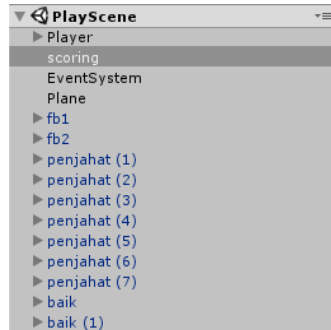 PlayScene
Player
scoring
EventSystem
Plane
fb1
fb2
penjahat (1)
penjahat (2)
penjahat (3)
penjahat (4)
penjahat (5)
penjahat (6)
penjahat (7)
baik
baik (1)